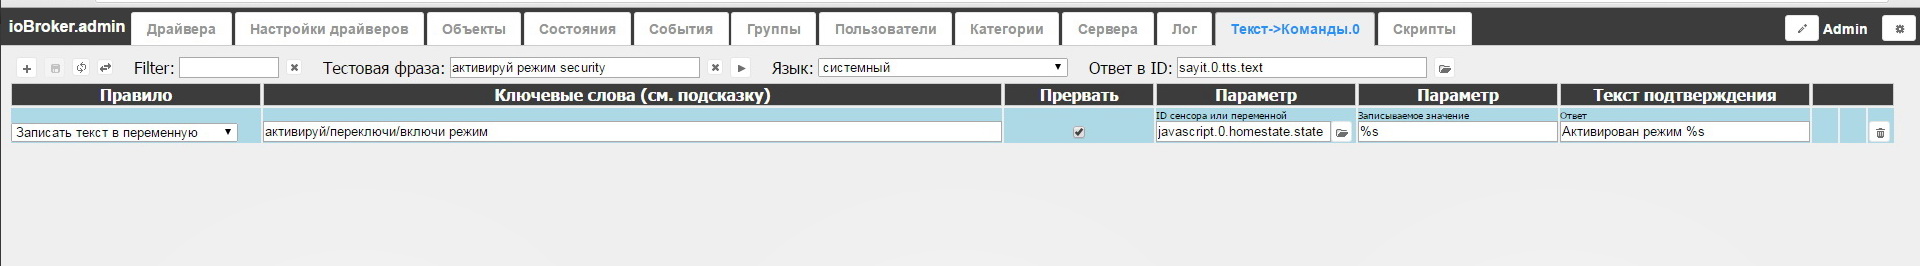 ioBroker.admin Драйвера Настройки драйверов Объекты Состояния События Группы Пользователи Категории Сервера Лог Текст->Команды.0 Скрипты Admin
Filter: Тестовая фраза: активируй режим security Язык: системный Ответ в ID: sayit.0.tts.text
Правило Ключевые слова (см. подсказку) Прервать Параметр Параметр Текст подтверждения
ID сенсора или переменной Записываемое значение Ответ
Записать текст в переменную активируй/переключи/включи режим javascript.0.homestate.state %s Активирован режим %s